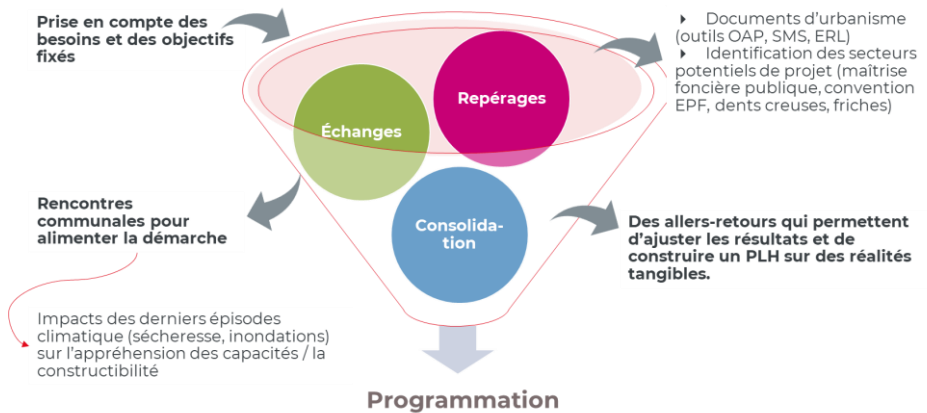 Prise en compte des
besoins et des objectifs
fixés
Documents d’urbanisme
(outils OAP, SMS, ERL)
Identification des secteurs
potentiels de projet (maîtrise
foncière publique, convention
EPF, dents creuses, friches)
Repérages
Échanges
Consolida-
tion
Rencontres
communales pour
alimenter la démarche
Des allers-retours qui permettent
d’ajuster les résultats et de
construire un PLH sur des réalités
tangibles.
Impacts des derniers épisodes
climatique (sécheresse, inondations)
sur l’appréhension des capacités / la
constructibilité
Programmation